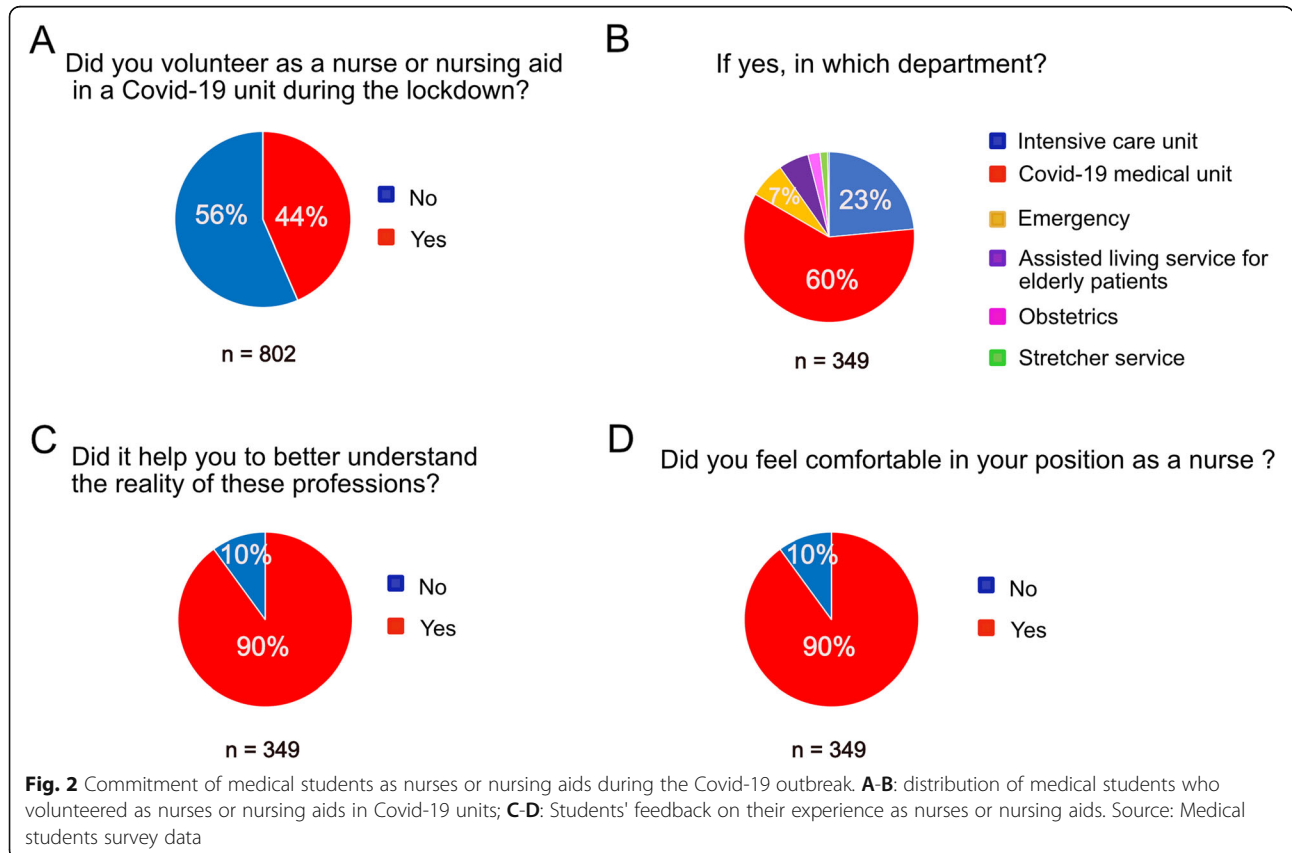 A
Did you volunteer as a nurse or nursing aid
in a Covid-19 unit during the lockdown?
56%
44%
No
Yes
n = 802
B
If yes, in which department?
7%
23%
60%
Intensive care unit
Covid-19 medical unit
Emergency
Assisted living service for
elderly patients
Obstetrics
Stretcher service
n = 349
C
Did it help you to better understand
the reality of these professions?
10%
90%
No
Yes
n = 349
D
Did you feel comfortable in your position as a nurse ?
10%
90%
No
Yes
n = 349
Fig. 2 Commitment of medical students as nurses or nursing aids during the Covid-19 outbreak. A-B: distribution of medical students who
volunteered as nurses or nursing aids in Covid-19 units; C-D: Students' feedback on their experience as nurses or nursing aids. Source: Medical
students survey data